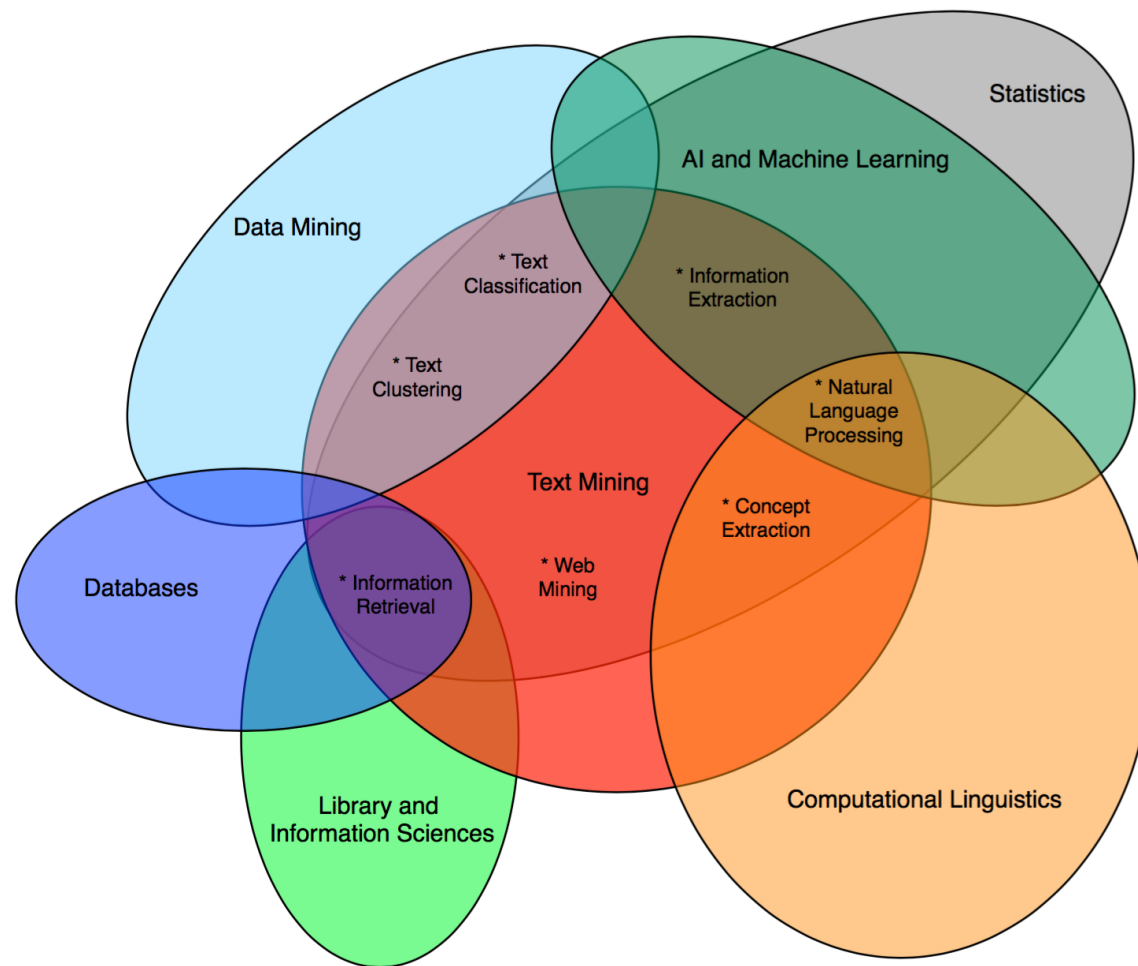 Statistics
AI and Machine Learning
Data Mining
* Text
Classification
* Information
Extraction
* Text
Clustering
* Natural
Language
Processing
Text Mining
* Concept
Extraction
* Web
Mining
Databases
* Information
Retrieval
Library and
Information Sciences
Computational Linguistics